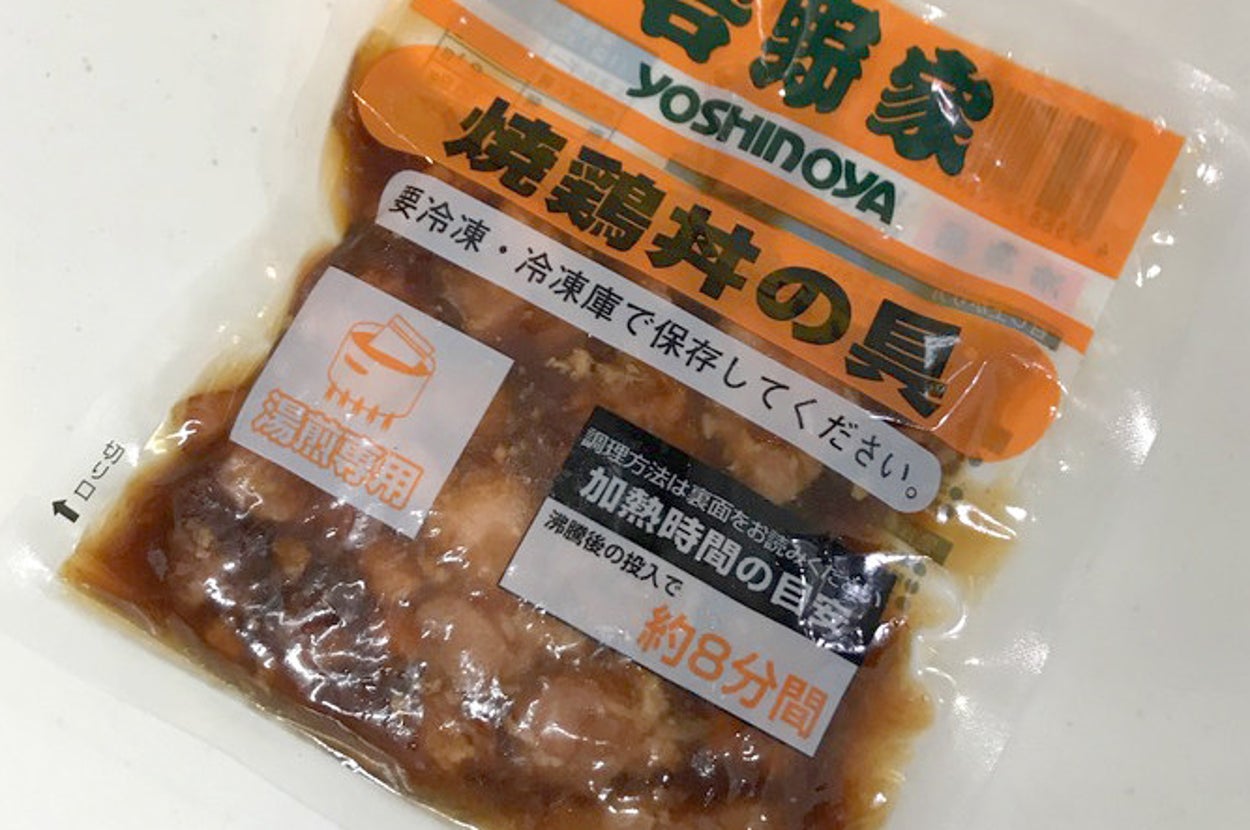 吉野家
YOSHINOYA
焼鶏丼の具
要冷凍・冷凍庫で保存してください。
湯煎専用
調理方法は裏面をお読みください
加熱時間の目安
沸騰後の投入で
約8分間
切り口